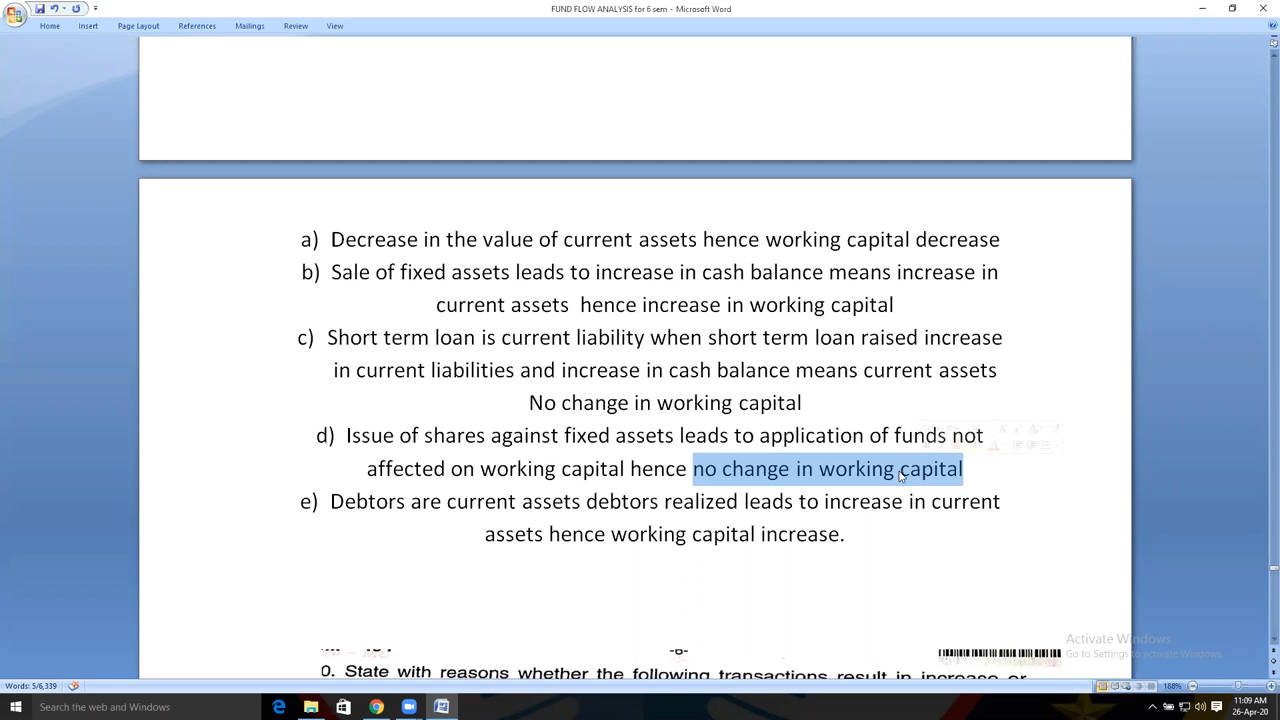 FUND FLOW ANALYSIS for 6 sem - Microsoft Word
Home Insert Page Layout References Mailings Review View
a) Decrease in the value of current assets hence working capital decrease
b) Sale of fixed assets leads to increase in cash balance means increase in
current assets hence increase in working capital
c) Short term loan is current liability when short term loan raised increase
in current liabilities and increase in cash balance means current assets
No change in working capital
d) Issue of shares against fixed assets leads to application of funds not
affected on working capital hence no change in working capital
e) Debtors are current assets debtors realized leads to increase in current
assets hence working capital increase.
Activate Windows
Go to Settings to activate Windows.
-8-
0. State with reasons whether the following transactions result in increase or
Words: 5/6,339
188%
Search the web and Windows
11:09 AM
26-Apr-20